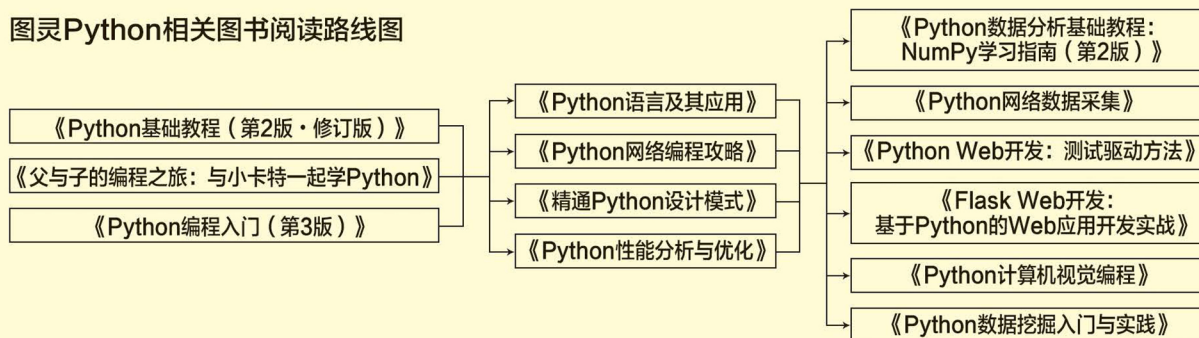 图灵Python相关图书阅读路线图
《Python基础教程（第2版·修订版）》
《父与子的编程之旅：与小卡特一起学Python》
《Python编程入门（第3版）》
《Python语言及其应用》
《Python网络编程攻略》
《精通Python设计模式》
《Python性能分析与优化》
《Python数据分析基础教程：
NumPy学习指南（第2版）》
《Python网络数据采集》
《Python Web开发：测试驱动方法》
《Flask Web开发：
基于Python的Web应用开发实战》
《Python计算机视觉编程》
《Python数据挖掘入门与实践》